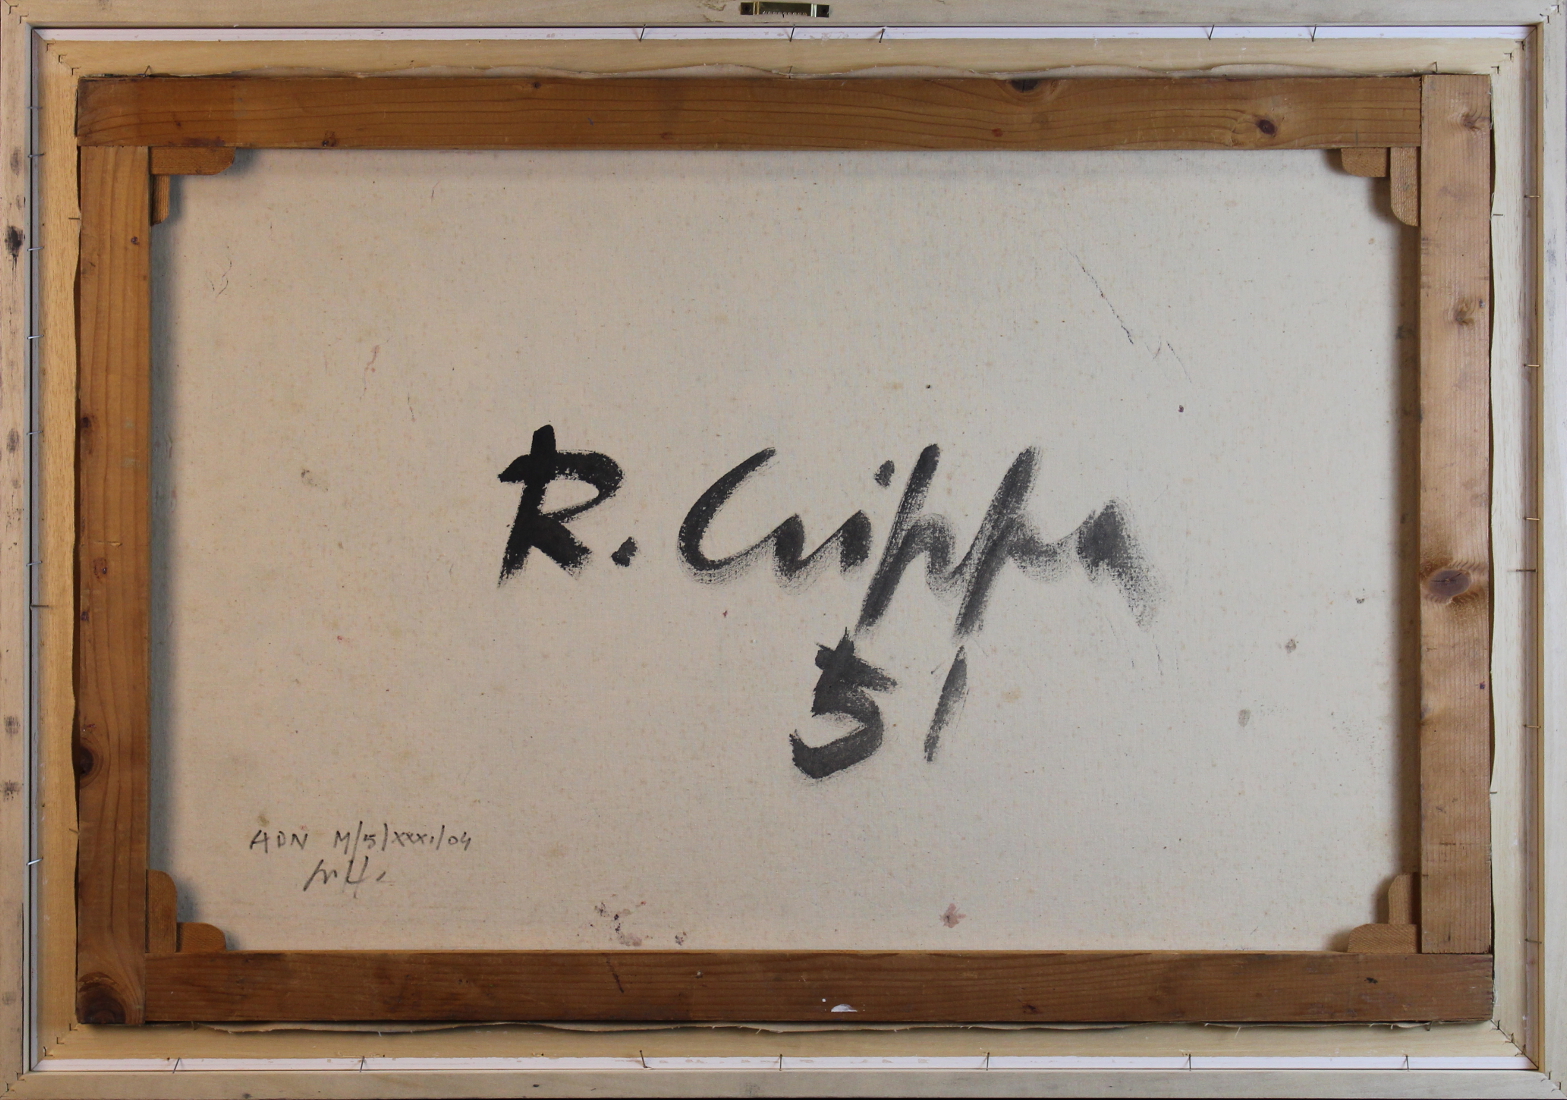 R. Crippa
51
ADN M/5/XXXI/04